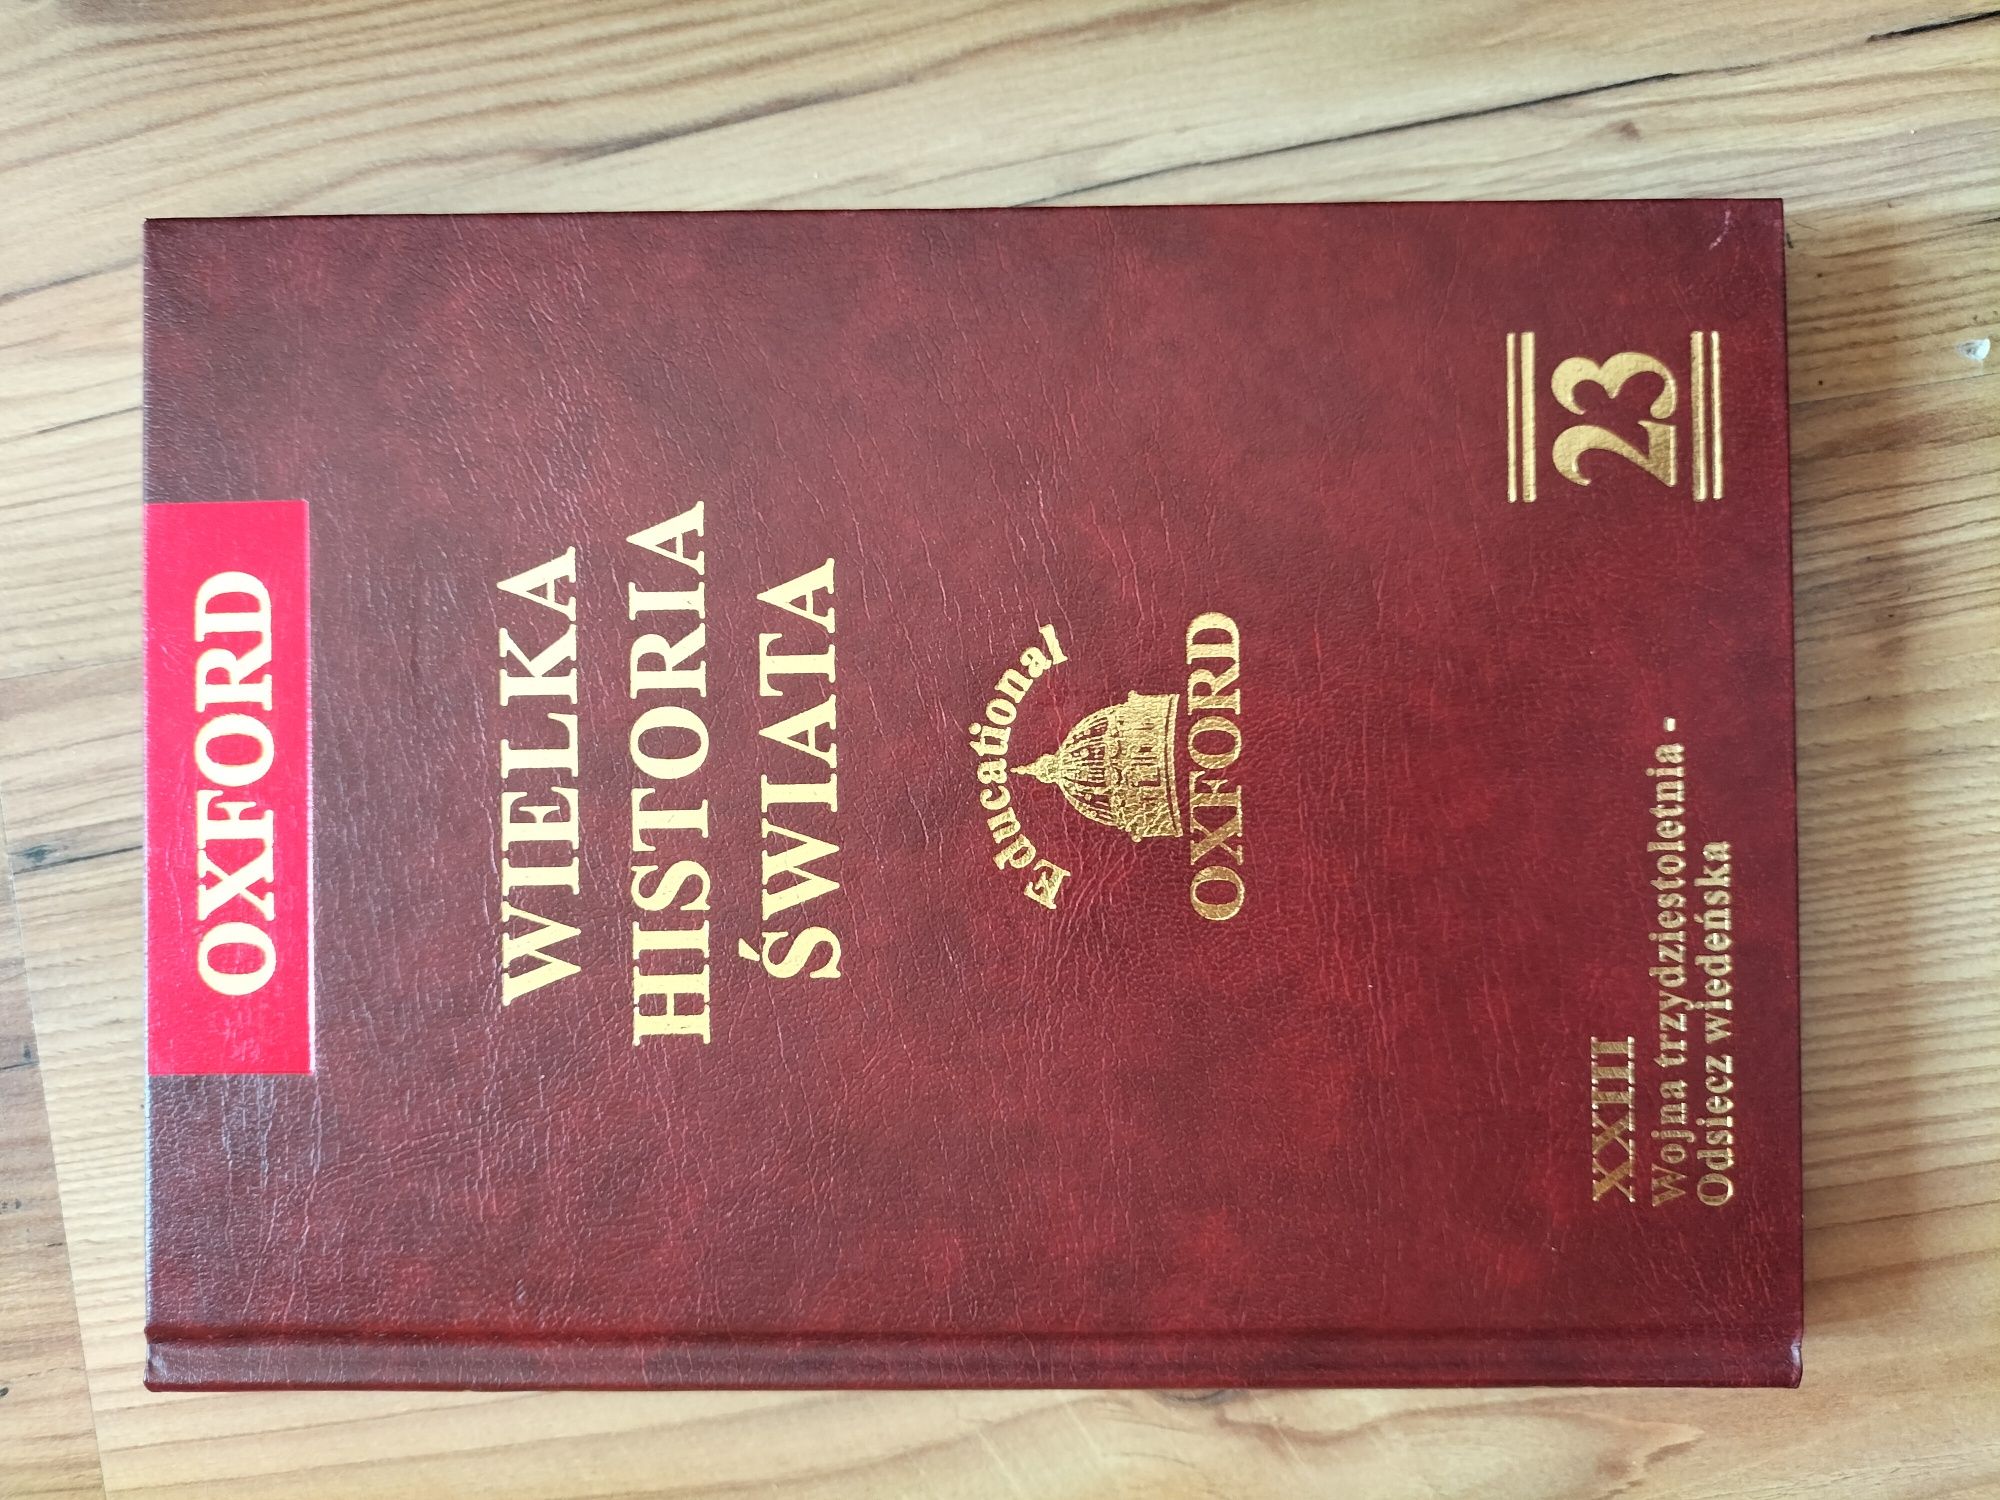 OXFORD
WIELKA
HISTORIA
ŚWIATA
Educational
OXFORD
XXIII
Wojna trzydziestoletnia -
Odsiecz wiedeńska
23